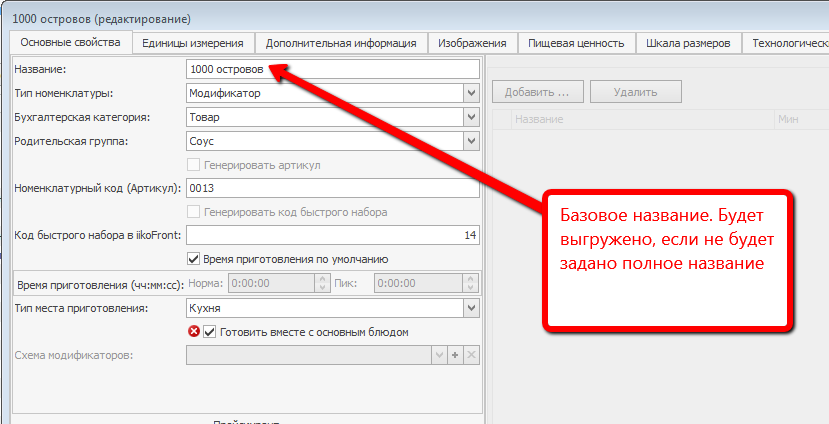 1000 островов (редактирование)
Основные свойства
Единицы измерения
Дополнительная информация
Изображения
Пищевая ценность
Шкала размеров
Технологическ
Название:
1000 островов
Тип номенклатуры:
Модификатор
Бухгалтерская категория:
Товар
Родительская группа:
Соус
Генерировать артикул
Номенклатурный код (Артикул):
0013
Генерировать код быстрого набора
Код быстрого набора в iikoFront:
14
Время приготовления по умолчанию
Время приготовления (чч:мм:сс):
Норма:
0:00:00
Пик:
0:00:00
Тип места приготовления:
Кухня
Готовить вместе с основным блюдом
Схема модификаторов:
Прейскурант
Добавить ...
Удалить
Название
Мин
Базовое название. Будет
выгружено, если не будет
задано полное название